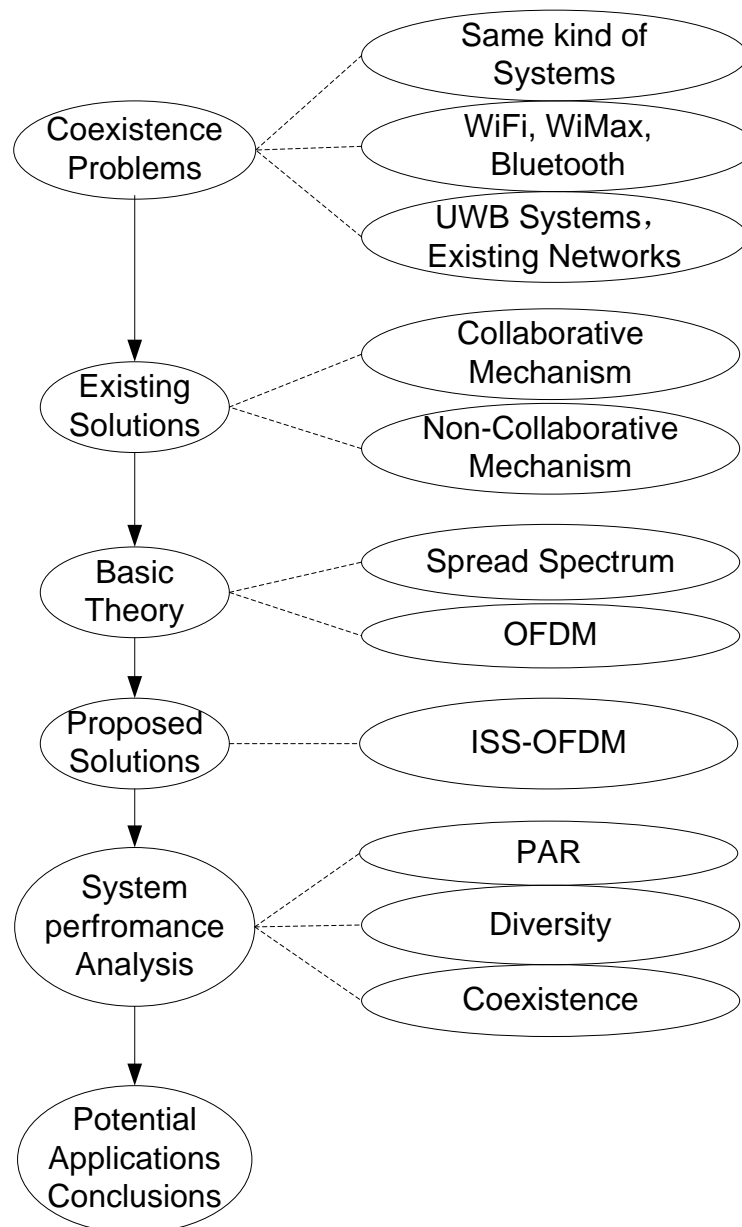 Same kind of
Systems
Coexistence
Problems
WiFi, WiMax,
Bluetooth
UWB Systems，
Existing Networks
Collaborative
Mechanism
Existing
Solutions
Non-Collaborative
Mechanism
Basic
Theory
Spread Spectrum
OFDM
Proposed
Solutions
ISS-OFDM
System
perfromance
Analysis
PAR
Diversity
Coexistence
Potential
Applications
Conclusions